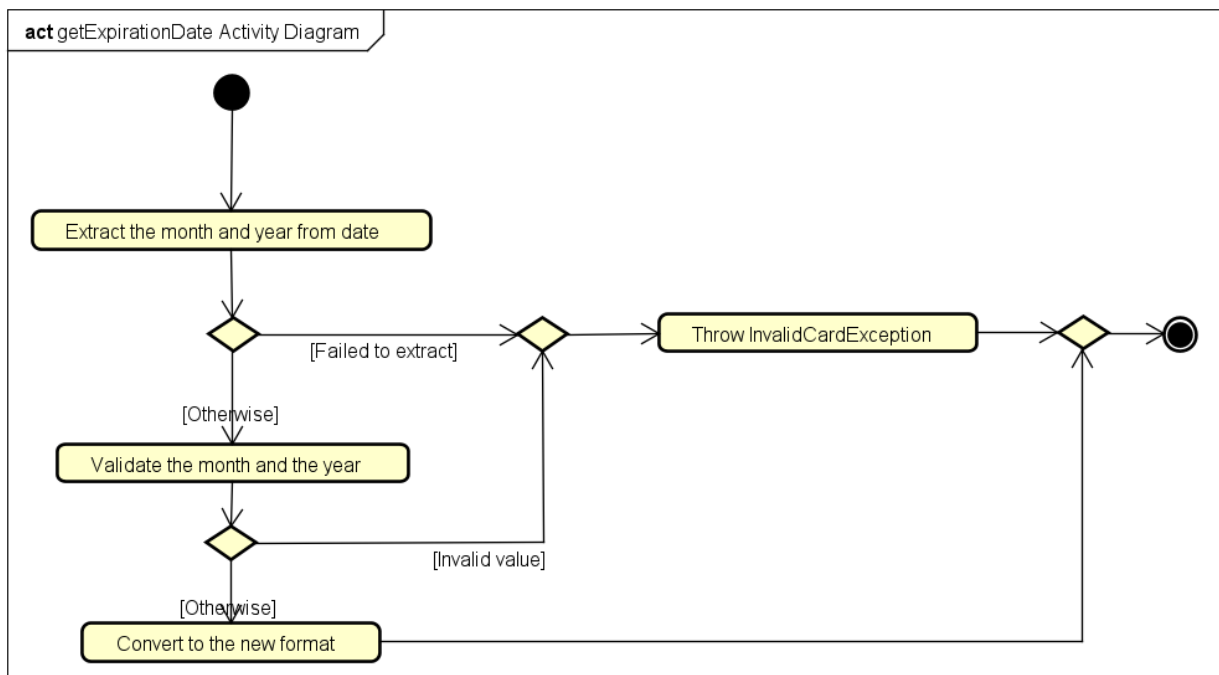 act getExpirationDate Activity Diagram
Extract the month and year from date
[Failed to extract]
Throw InvalidCardException
[Otherwise]
Validate the month and the year
[Invalid value]
[Otherwise]
Convert to the new format